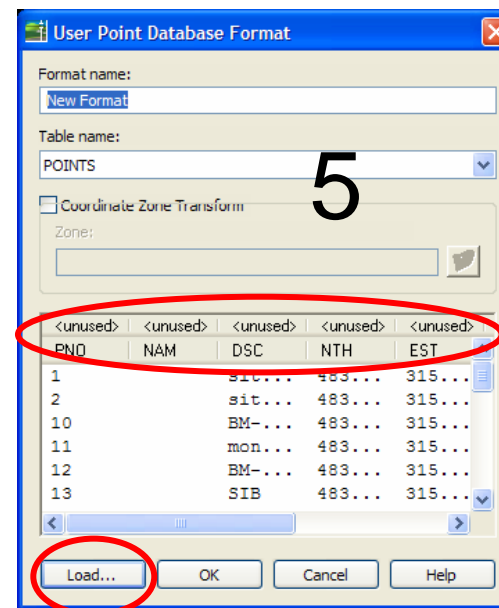 User Point Database Format
Format name:
New Format
Table name:
POINTS
5
Coordinate Zone Transform
Zone:
<unused> <unused> <unused> <unused> <unused>
PNO NAM DSC NTH EST
1 sit... 483... 315...
2 sit... 483... 315...
10 BM-... 483... 315...
11 mon... 483... 315...
12 BM-... 483... 315...
13 SIB 483... 315...
Load... OK Cancel Help